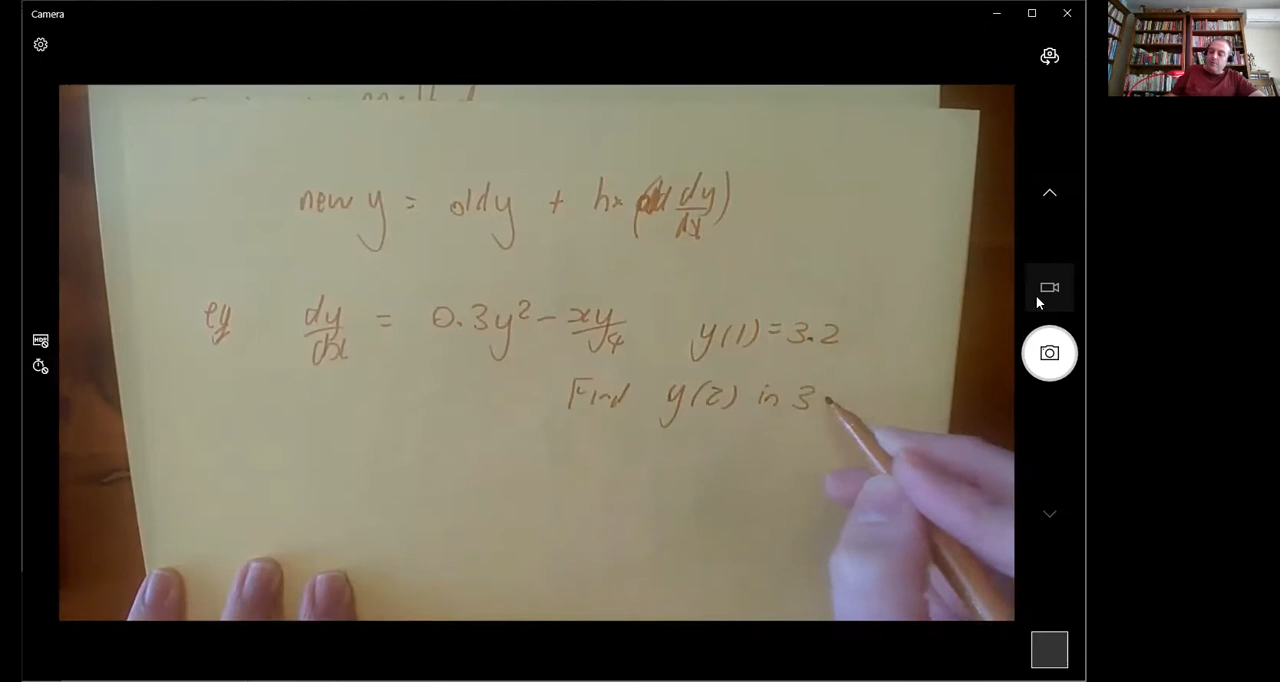 Camera
new y = old y + h × (dy/dx)
eg dy/dx = 0.3y² - xy/4 y(1) = 3.2
Find y(2) in 3